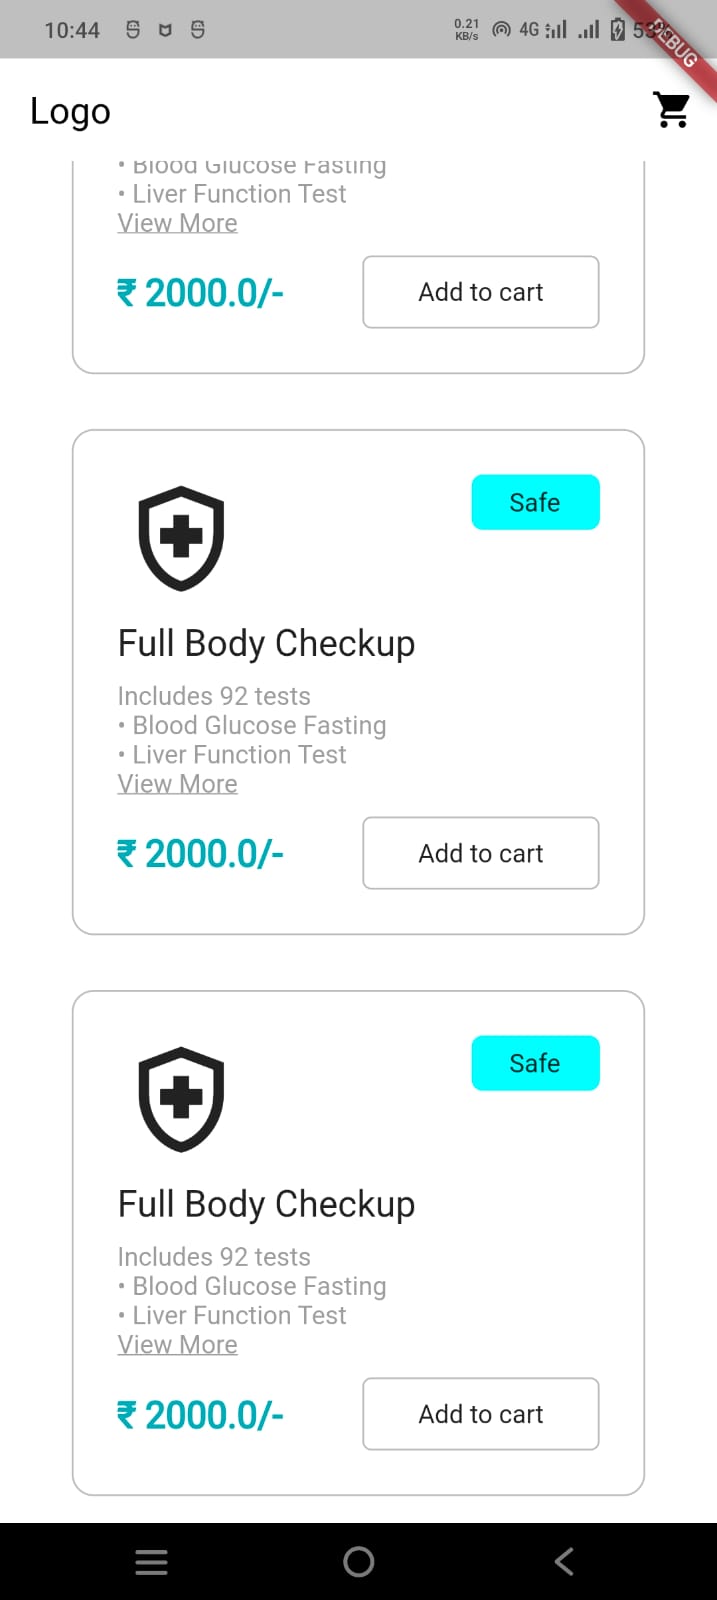 10:44 0.21 KB/s 4G 53%
DEBUG
Logo
• Blood Glucose Fasting
• Liver Function Test
View More
₹ 2000.0/- Add to cart
Safe
Full Body Checkup
Includes 92 tests
• Blood Glucose Fasting
• Liver Function Test
View More
₹ 2000.0/- Add to cart
Safe
Full Body Checkup
Includes 92 tests
• Blood Glucose Fasting
• Liver Function Test
View More
₹ 2000.0/- Add to cart